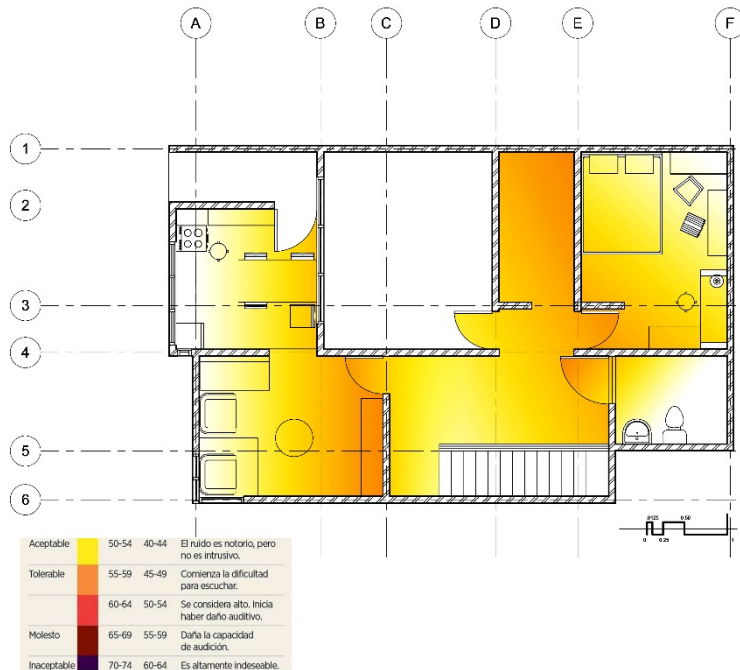 A B C D E F
1
2
3
4
5
6
.0125 0.50
0 0.25 1
Aceptable 50-54 40-44 El ruido es notorio, pero
no es intrusivo.
Tolerable 55-59 45-49 Comienza la dificultad
para escuchar.
60-64 50-54 Se considera alto. Inicia
haber daño auditivo.
Molesto 65-69 55-59 Daña la capacidad
de audición.
Inaceptable 70-74 60-64 Es altamente indeseable.